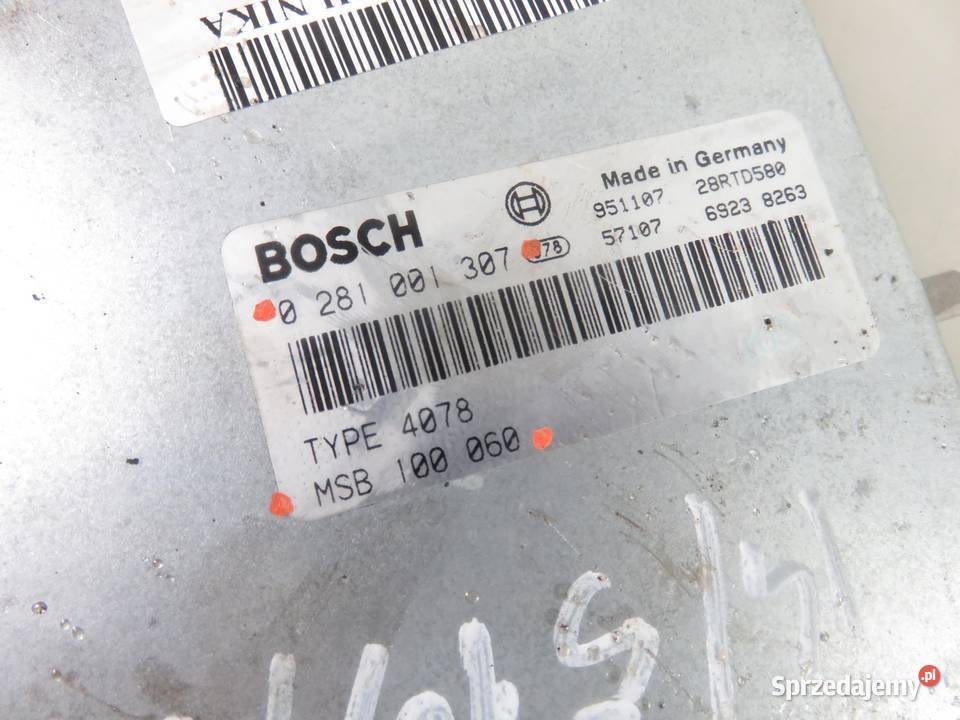 LNIKA
Made in Germany
951107 28RTD580
57107 6923 8263
BOSCH
0 281 001 307
TYPE 4078
MSB 100 060
Sprzedajemy.pl